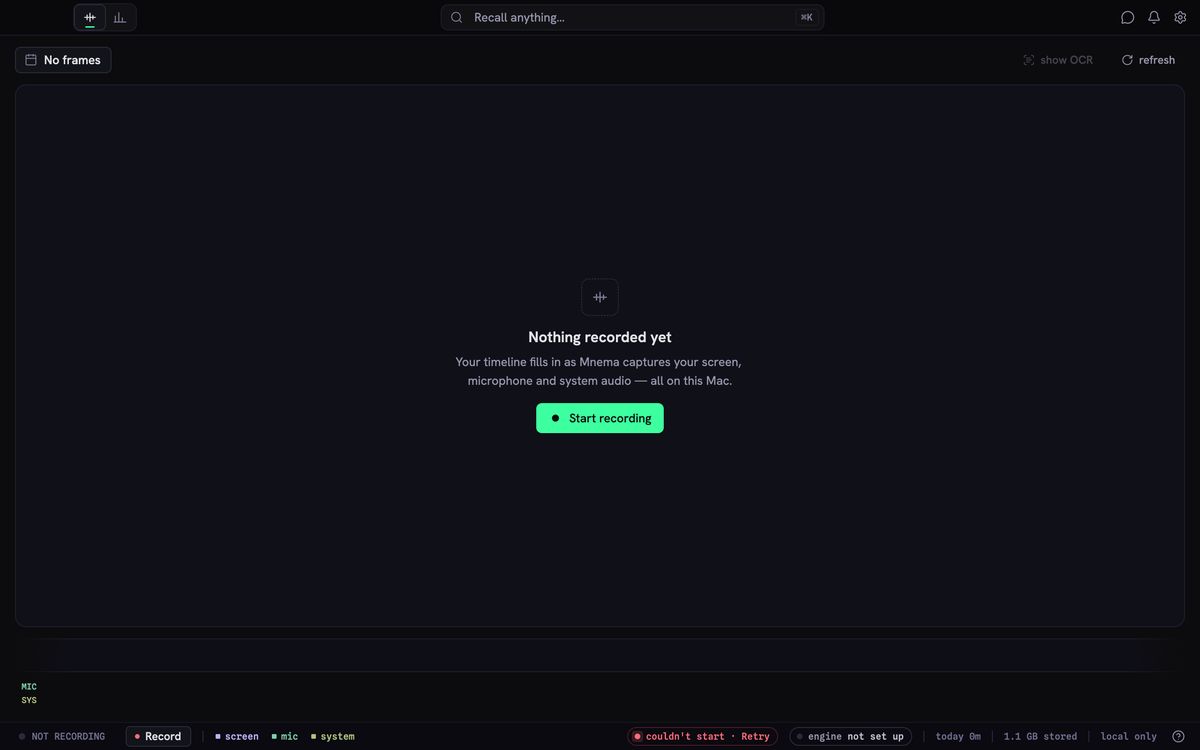 Recall anything...
⌘K
No frames
show OCR
refresh
Nothing recorded yet
Your timeline fills in as Mnema captures your screen,
microphone and system audio — all on this Mac.
Start recording
MIC
SYS
NOT RECORDING
Record
screen
mic
system
couldn't start · Retry
engine not set up
today 0m
1.1 GB stored
local only